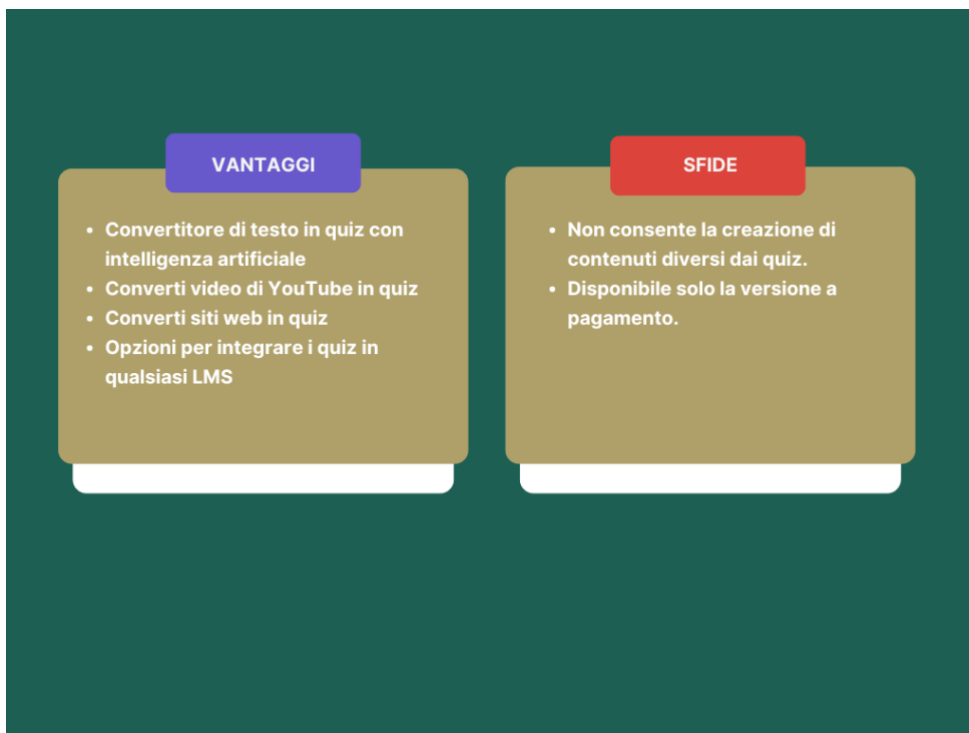 VANTAGGI
• Convertitore di testo in quiz con
intelligenza artificiale
• Converti video di YouTube in quiz
• Converti siti web in quiz
• Opzioni per integrare i quiz in
qualsiasi LMS
SFIDE
• Non consente la creazione di
contenuti diversi dai quiz.
• Disponibile solo la versione a
pagamento.